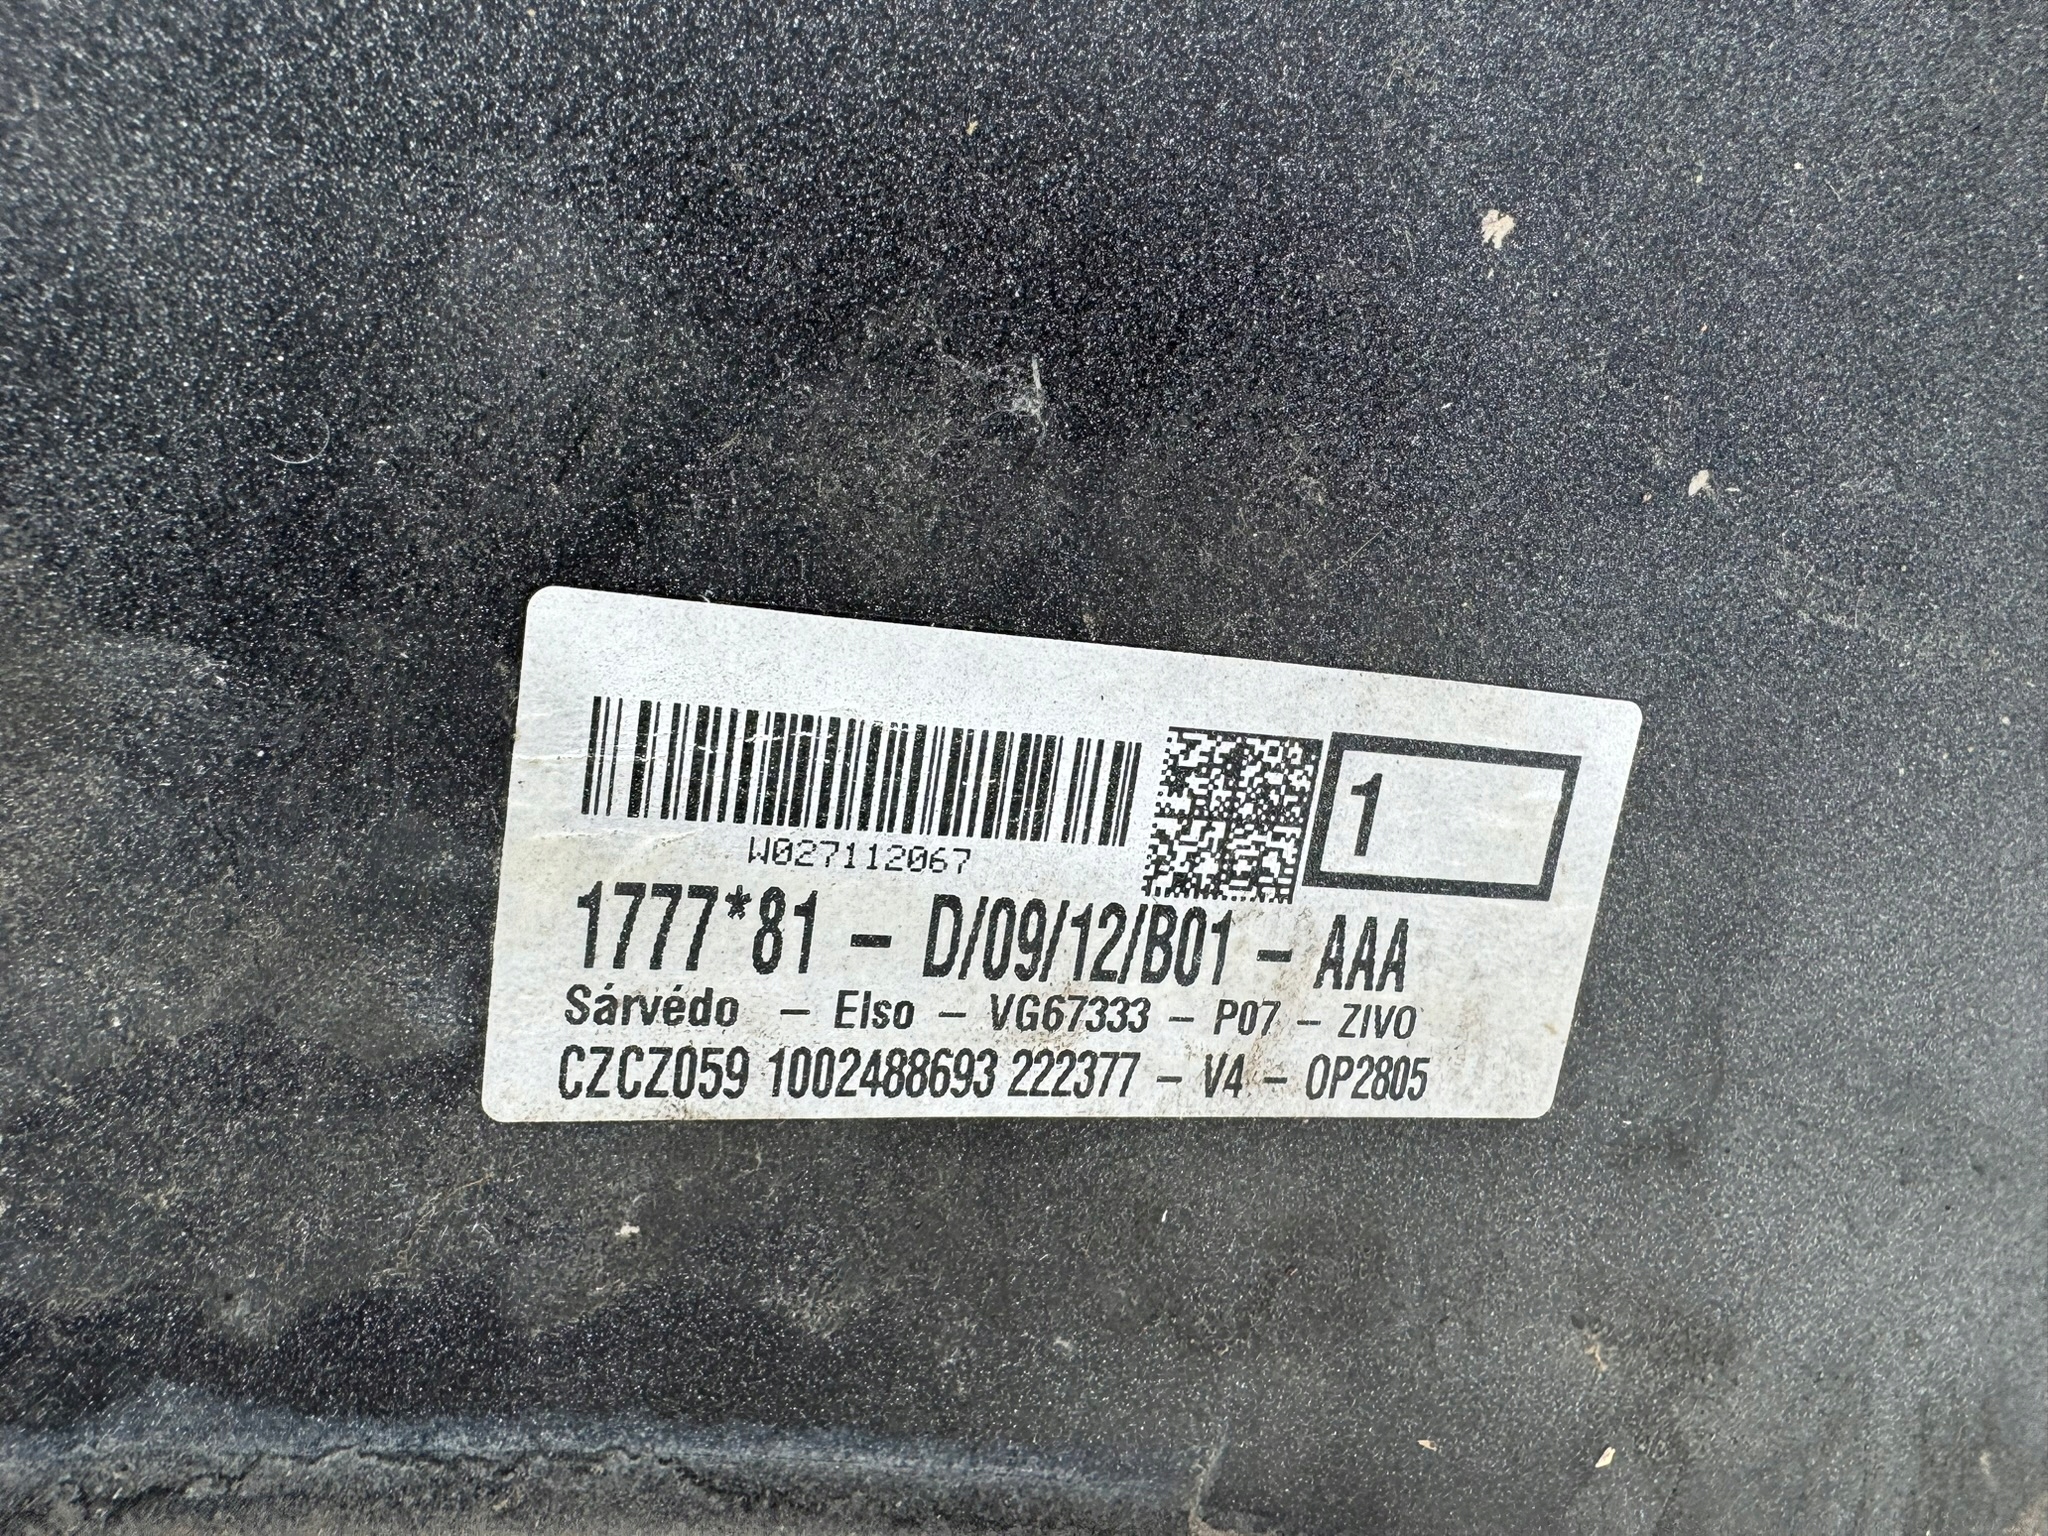 W027112067
1
1777*81 - D/09/12/B01 - AAA
Sárvédo - Elso - VG67333 - P07 - ZIVO
CZCZ059 1002488693 222377 - V4 - OP2805